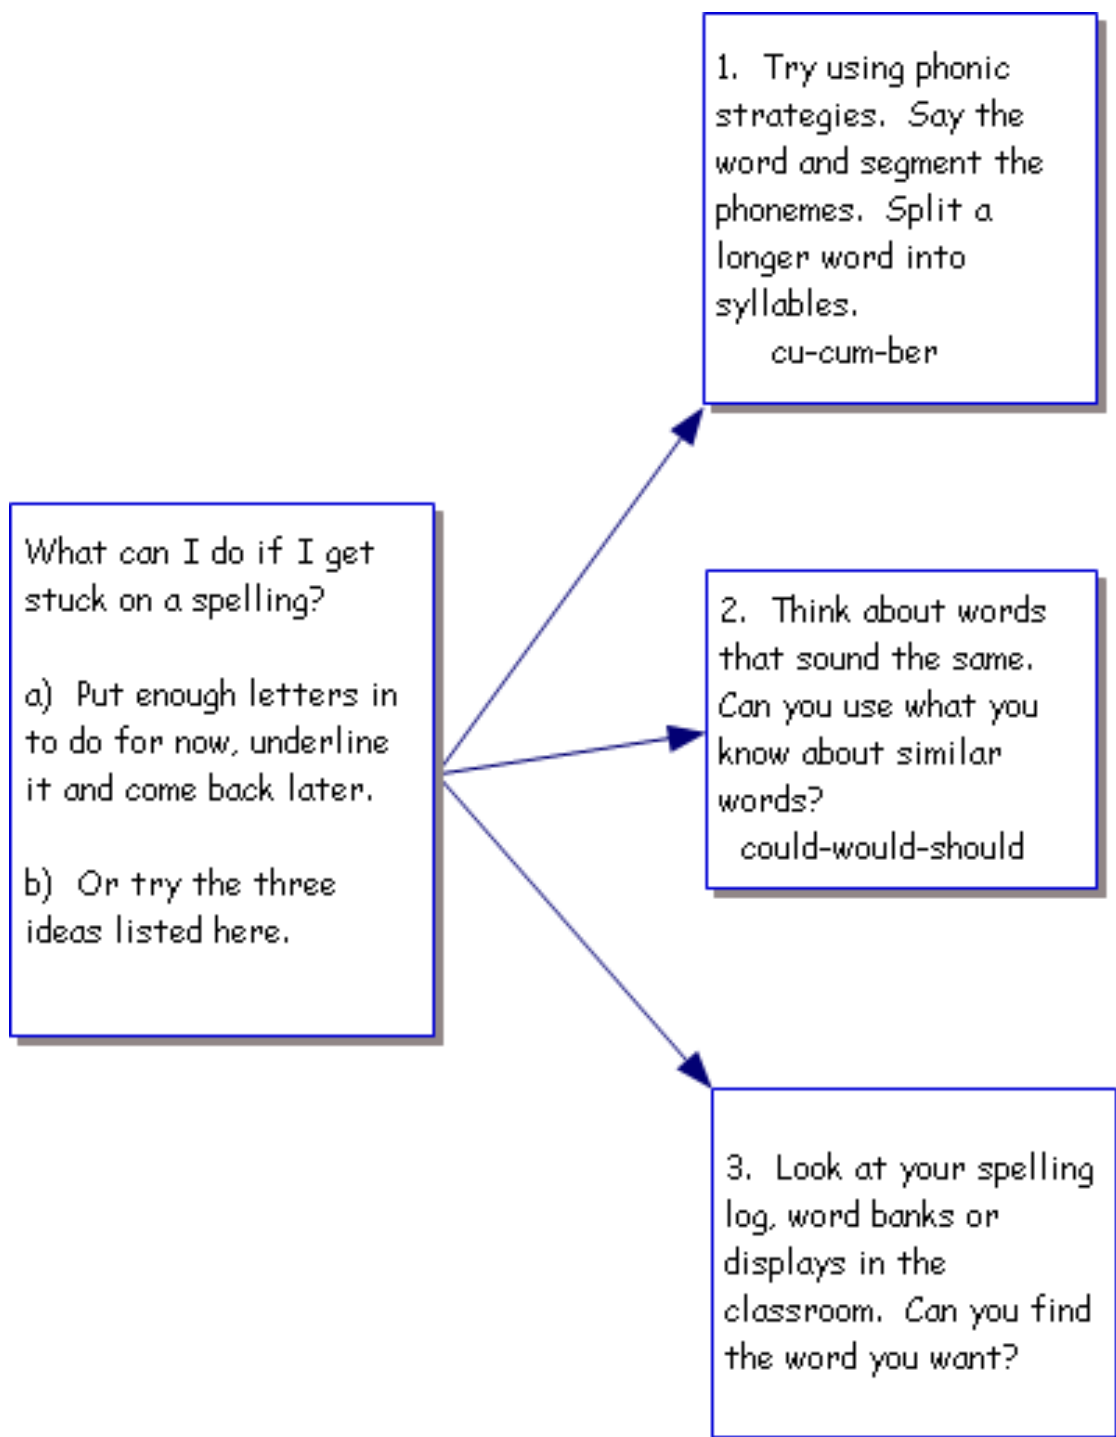 What can I do if I get
stuck on a spelling?
a) Put enough letters in
to do for now, underline
it and come back later.
b) Or try the three
ideas listed here.
1. Try using phonic
strategies. Say the
word and segment the
phonemes. Split a
longer word into
syllables.
cu-cum-ber
2. Think about words
that sound the same.
Can you use what you
know about similar
words?
could-would-should
3. Look at your spelling
log, word banks or
displays in the
classroom. Can you find
the word you want?